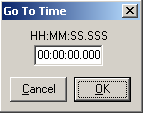 Go To Time
HH:MM:SS.SSS
00:00:00.000
Cancel OK